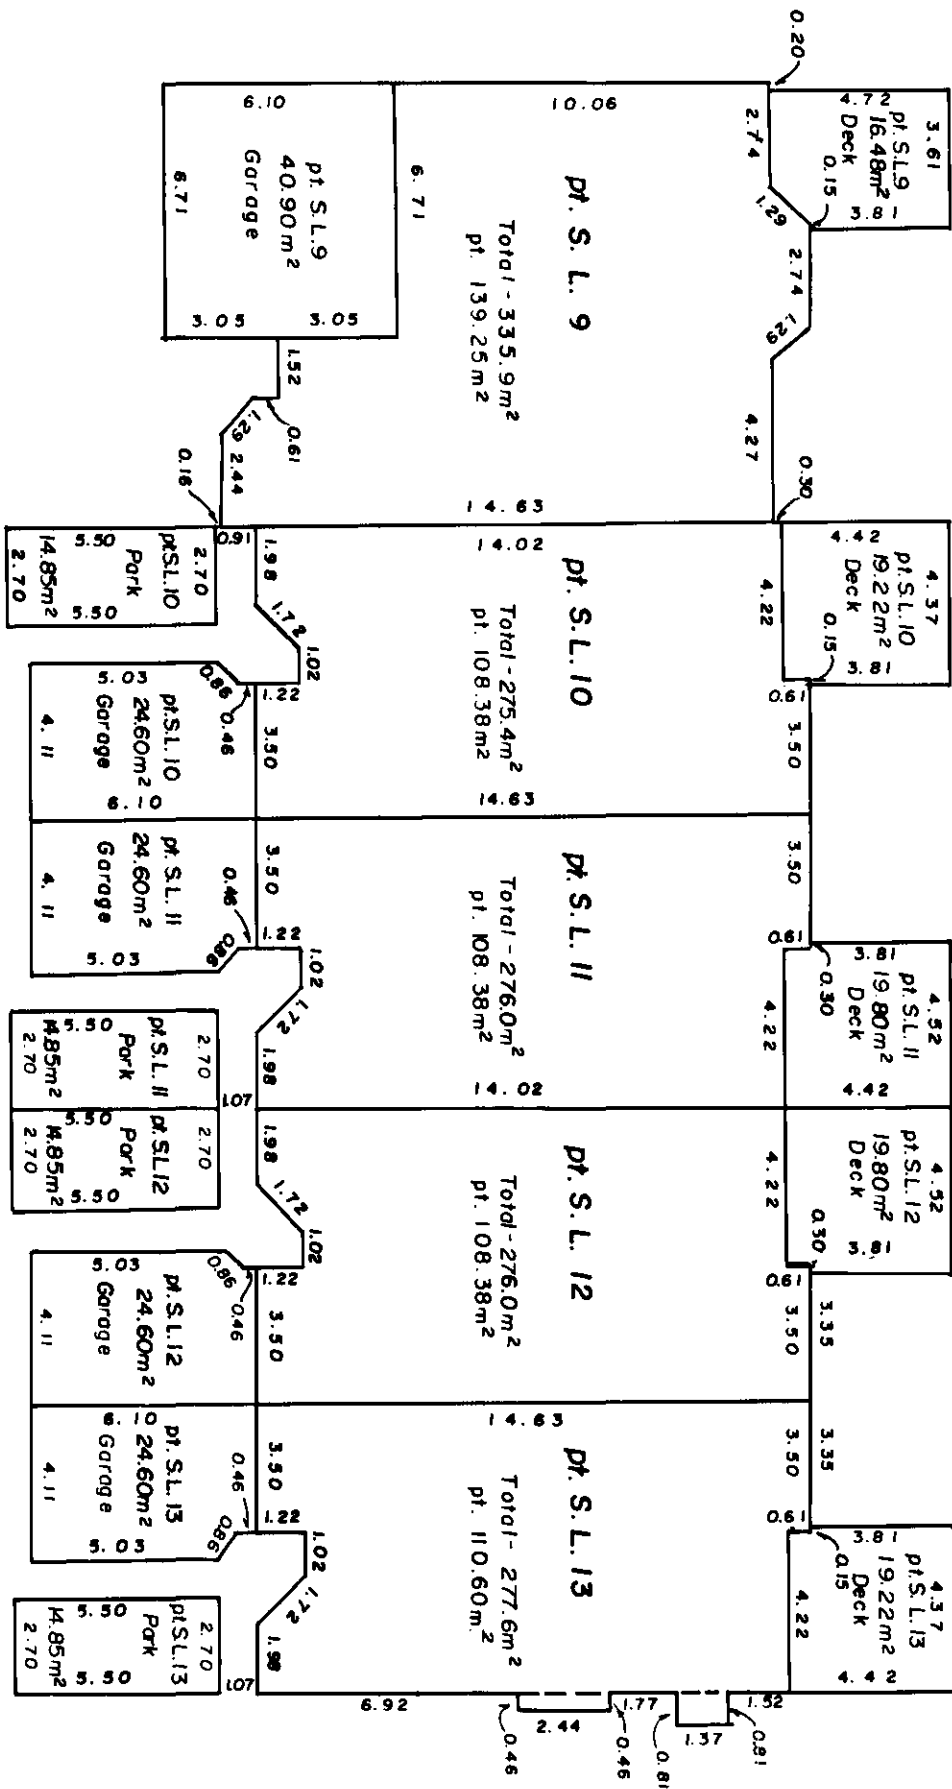 0.20
4.72
pt. S.L.9
16.48m²
Deck
3.61
3.81
0.15
6.10
pt. S.L.9
40.90m²
Garage
6.71
6.71
3.05
3.05
10.06
2.74
1.29
2.74
1.29
4.27
0.30
pt. S. L. 9
Total - 335.9m²
pt. 139.25m²
1.52
0.61
1.29
2.44
0.16
14.63
0.91
5.50
pt.S.L.10
Park
14.85m²
2.70
2.70
5.50
1.98
1.72
1.02
1.22
0.86
0.46
3.50
5.03
pt.S.L.10
24.60m²
Garage
4.11
6.10
14.02
pt. S.L.10
Total - 275.4m²
pt. 108.38m²
4.22
0.61
3.50
4.42
pt.S.L.10
19.22m²
Deck
4.37
0.15
3.81
14.63
pt. S.L. 11
24.60m²
Garage
4.11
5.03
3.50
0.46
0.86
1.22
1.02
1.72
1.98
pt. S.L. 11
Total - 276.0m²
pt. 108.38m²
3.50
0.61
0.30
4.22
3.81
pt.S.L.11
19.80m²
Deck
4.52
4.42
5.50
pt.S.L.11
Park
14.85m²
2.70
2.70
1.07
14.02
5.50
pt.S.L.12
Park
14.85m²
2.70
2.70
5.50
1.98
1.72
1.02
1.22
0.86
0.46
3.50
pt. S. L. 12
Total - 276.0m²
pt. 108.38m²
4.22
0.30
0.61
3.50
3.35
pt.S.L.12
19.80m²
Deck
4.52
3.81
5.03
pt.S.L.12
24.60m²
Garage
4.11
6.10
14.63
pt. S.L.13
24.60m²
Garage
4.11
5.03
3.50
0.46
0.86
1.22
1.02
1.72
1.98
pt. S.L.13
Total - 277.6m²
pt. 110.60m²
3.50
3.35
0.61
0.15
4.22
3.81
pt.S.L.13
19.22m²
Deck
4.37
4.42
5.50
pt.S.L.13
Park
14.85m²
2.70
2.70
5.50
1.07
6.92
0.46
2.44
0.46
1.77
0.81
1.37
0.81
1.52